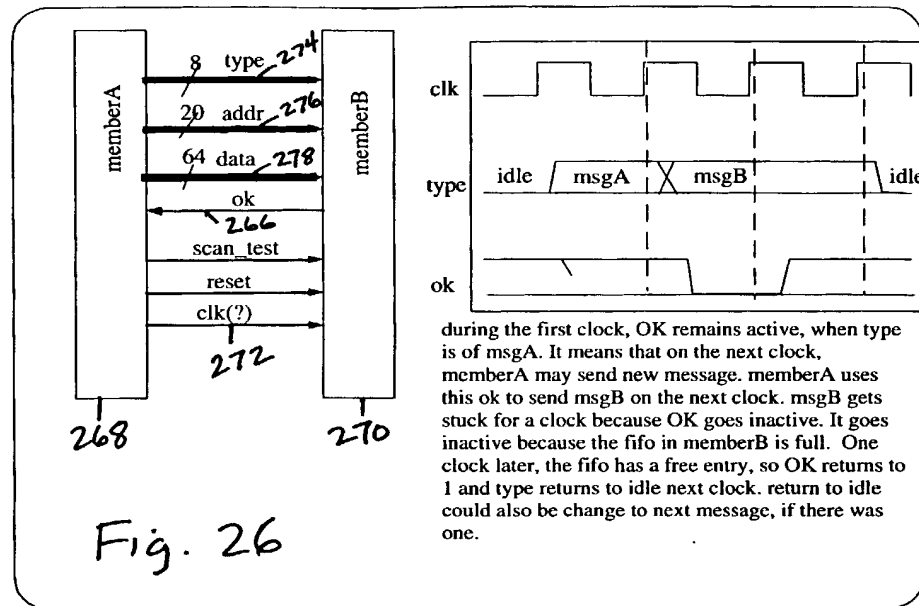 8 type 274
memberA
memberB
20 addr 276
64 data 278
ok
266
scan_test
reset
clk(?)
272
268
270
Fig. 26
clk
type
idle msgA msgB idle
ok
during the first clock, OK remains active, when type
is of msgA. It means that on the next clock,
memberA may send new message. memberA uses
this ok to send msgB on the next clock. msgB gets
stuck for a clock because OK goes inactive. It goes
inactive because the fifo in memberB is full. One
clock later, the fifo has a free entry, so OK returns to
1 and type returns to idle next clock. return to idle
could also be change to next message, if there was
one.